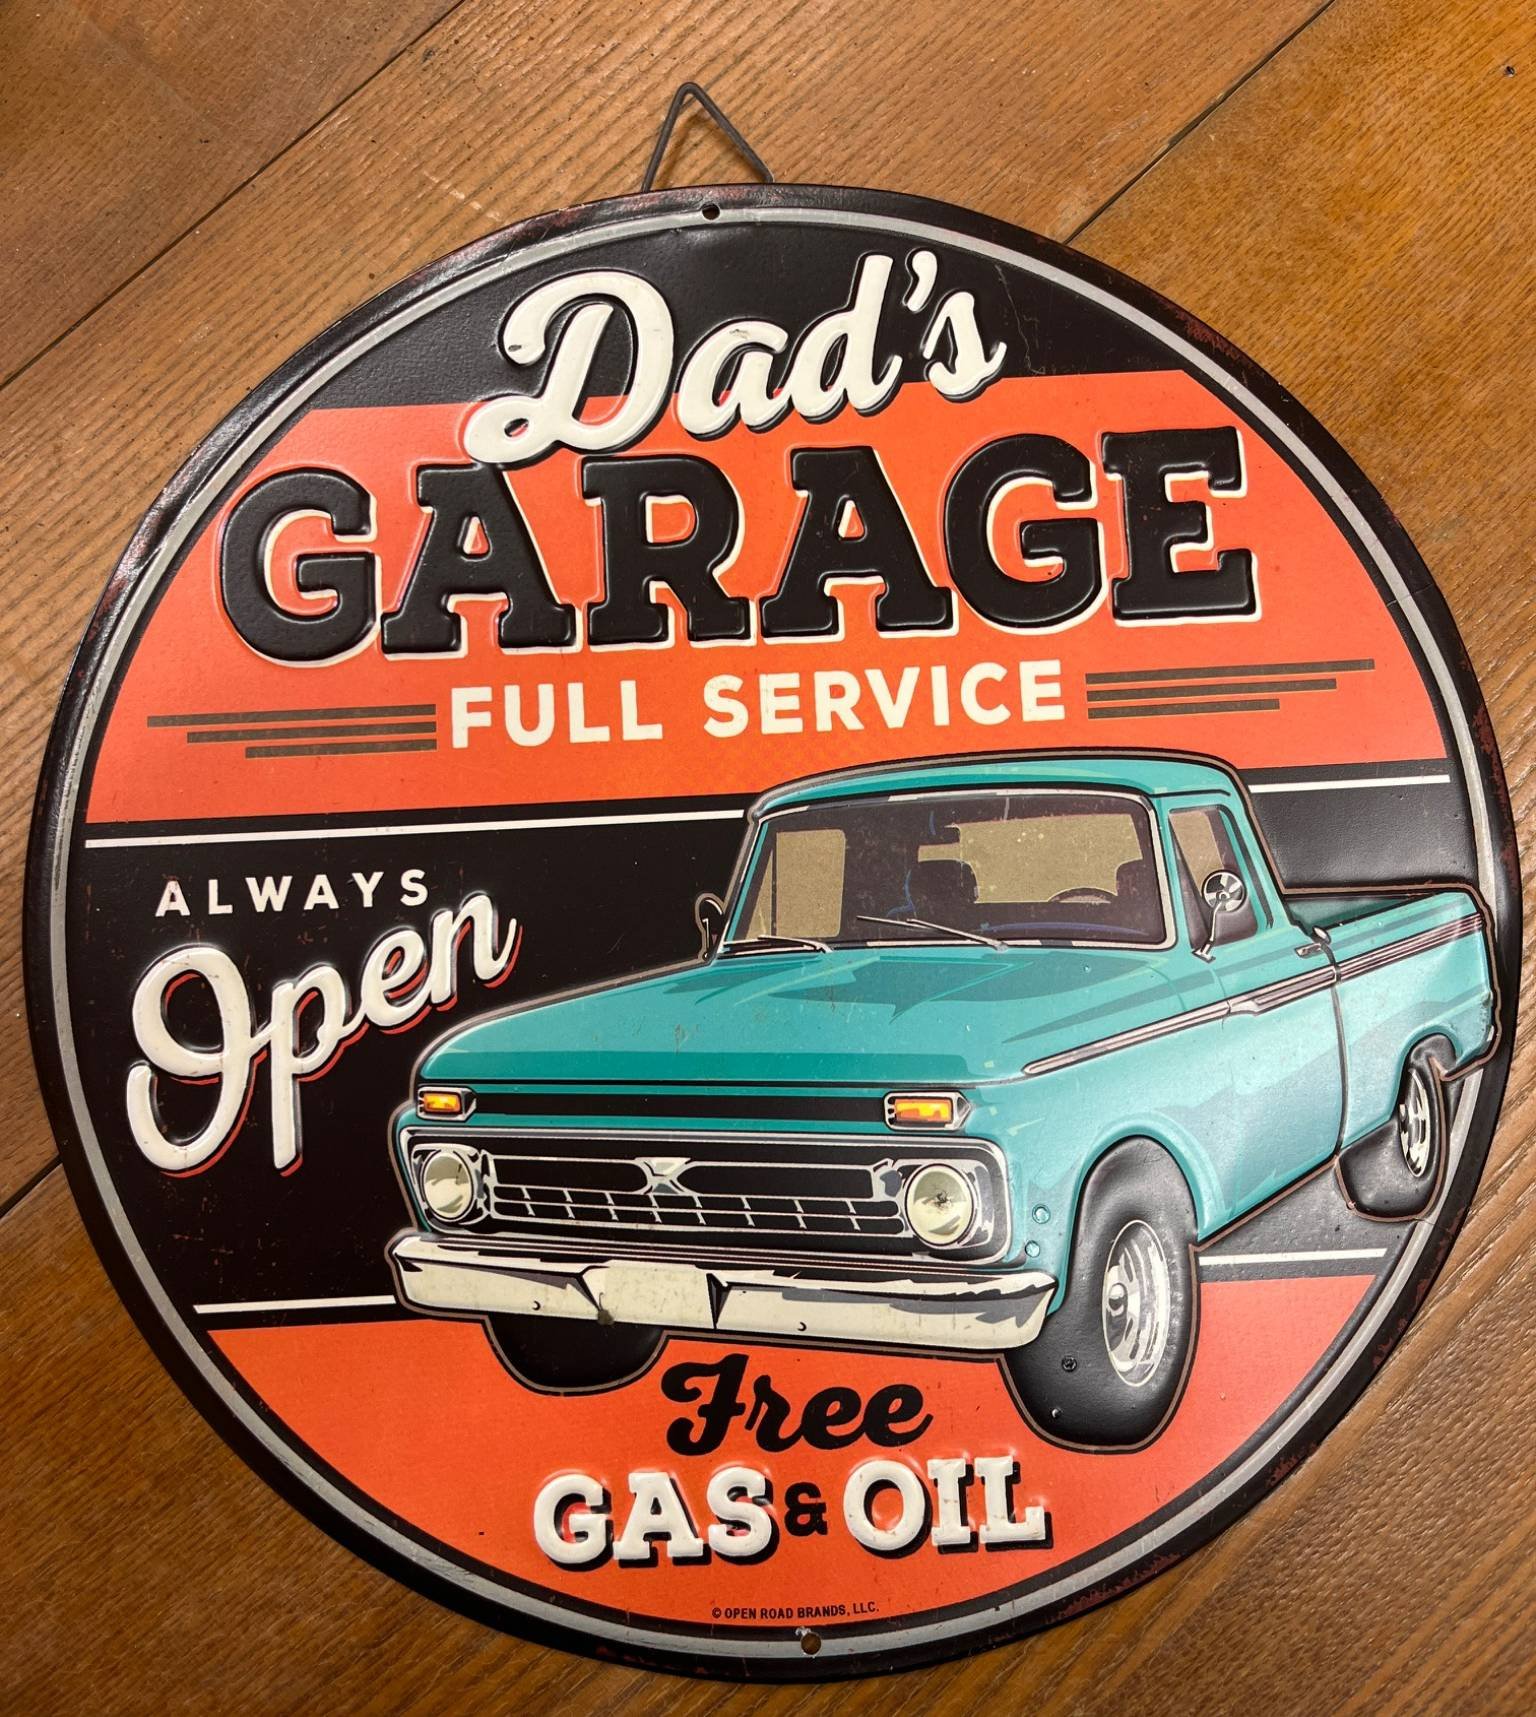 Dad's
GARAGE
FULL SERVICE
ALWAYS
Open
Free
GAS & OIL
© OPEN ROAD BRANDS, LLC.